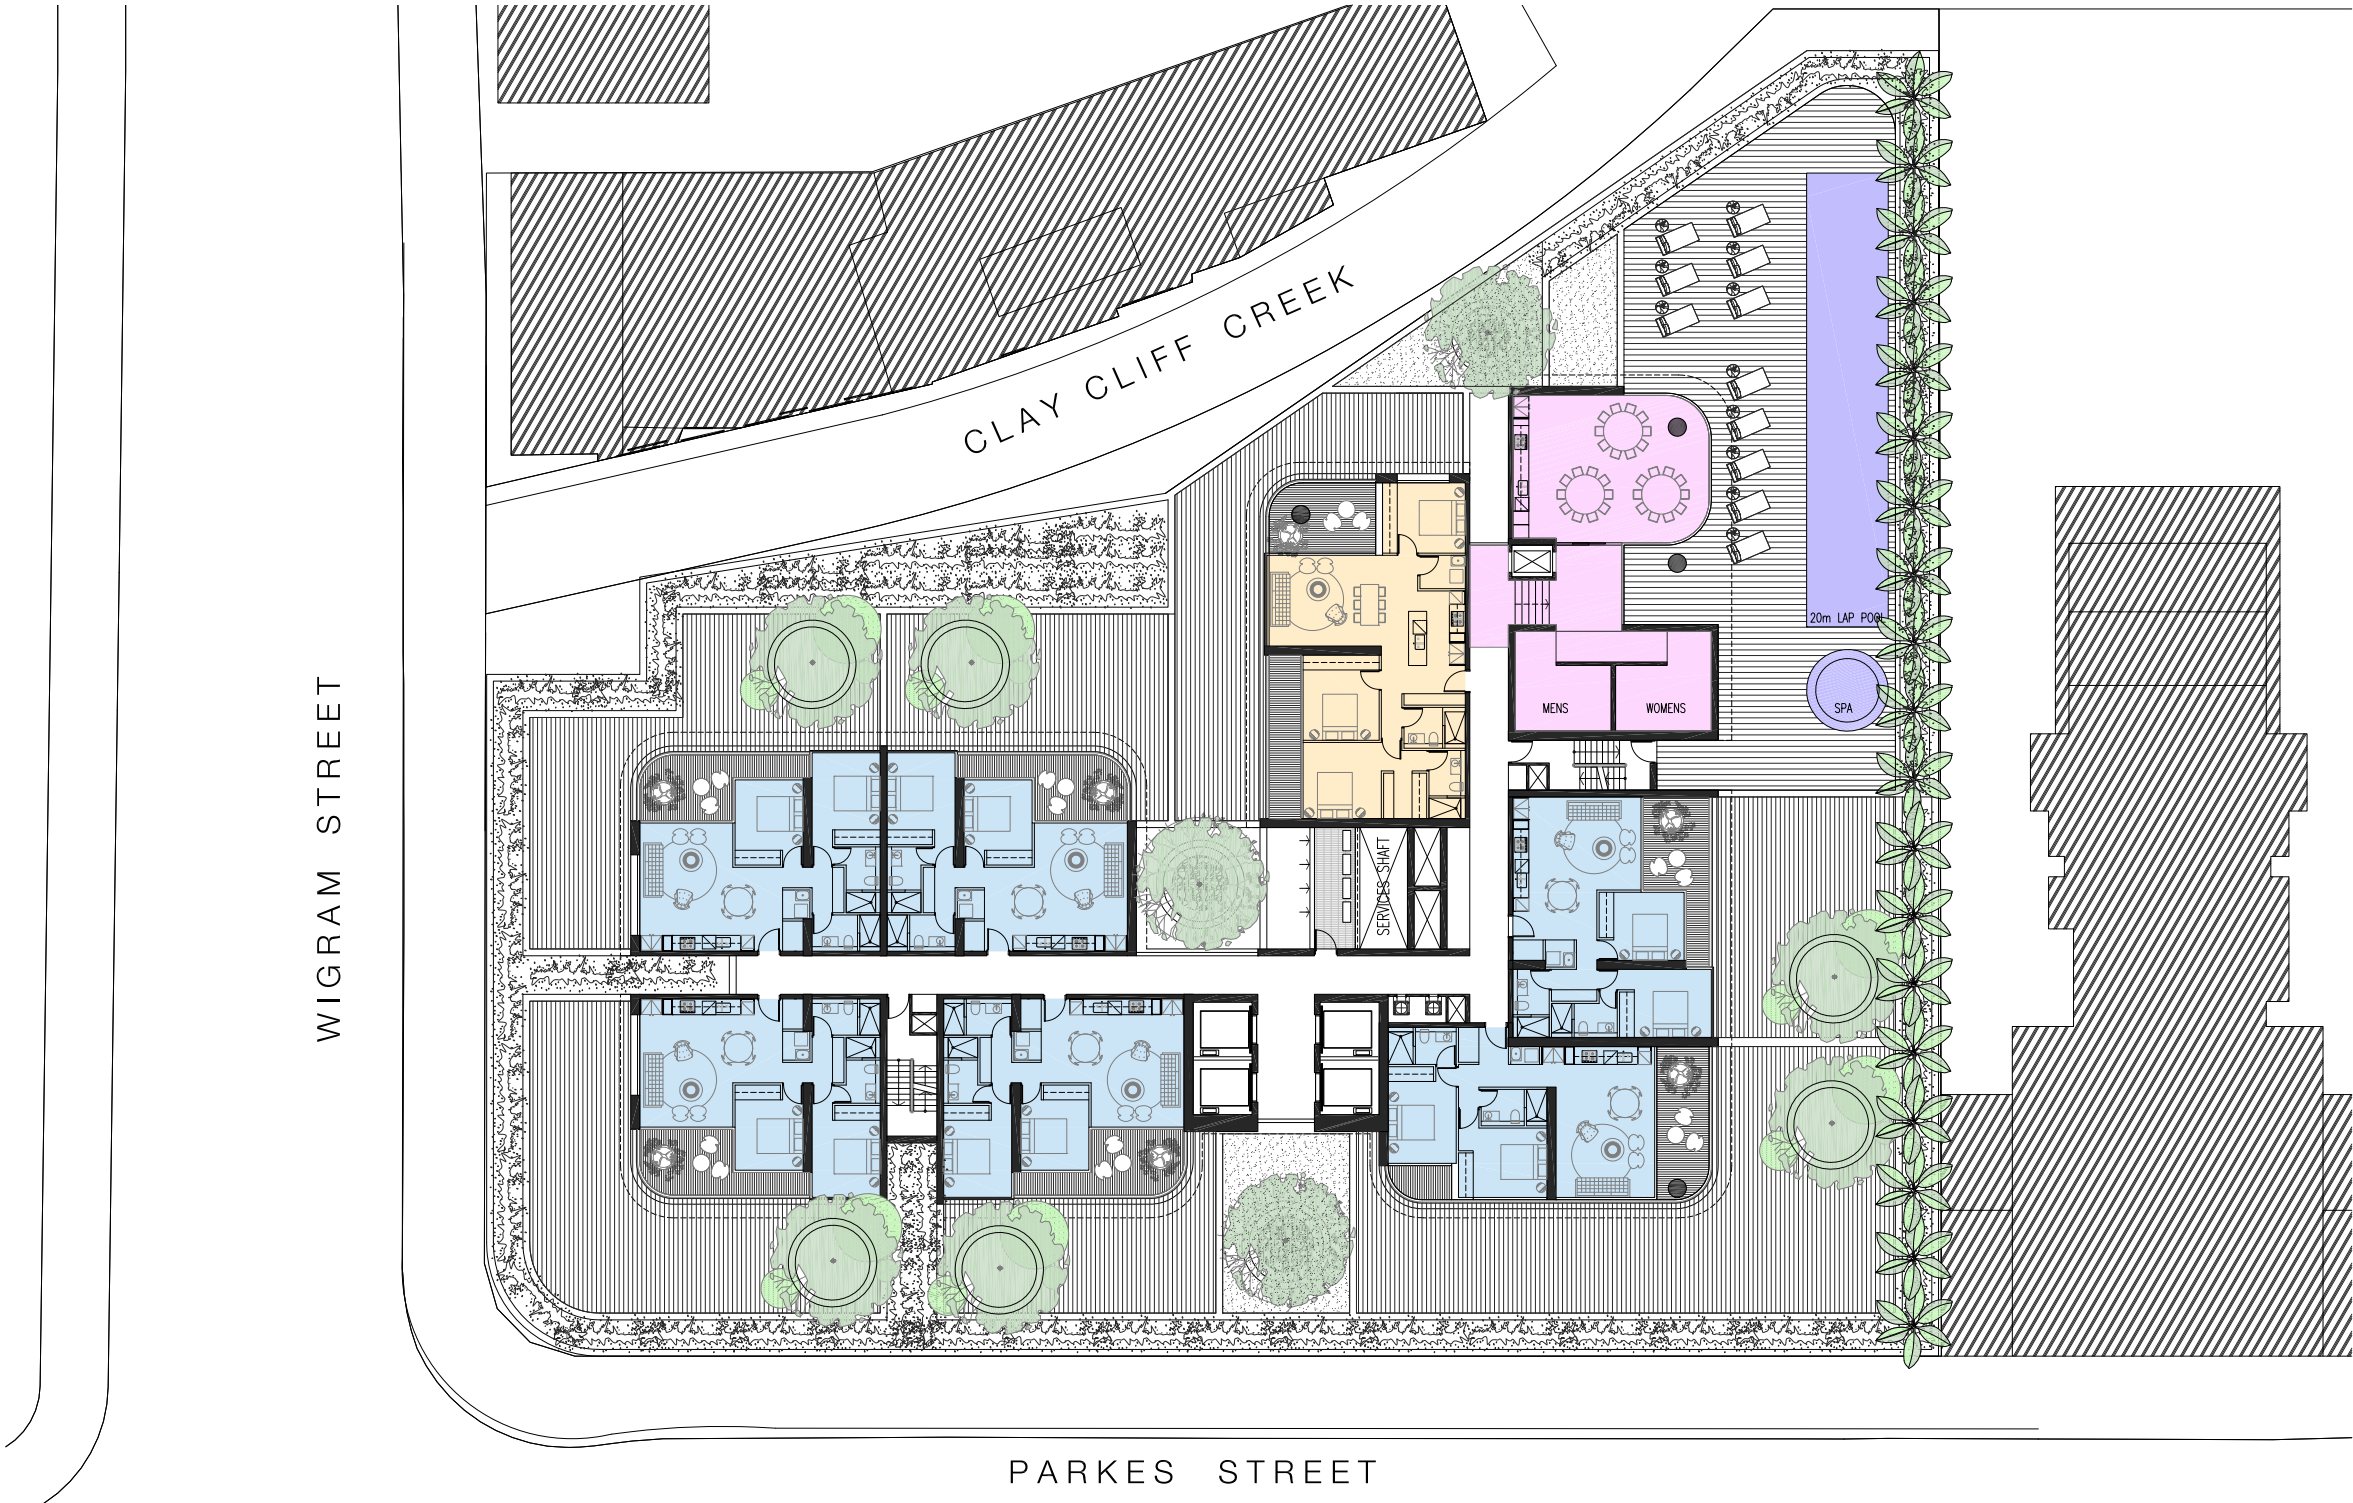 CLAY CLIFF CREEK
20m LAP POOL
WIGRAM STREET
MENS
WOMENS
SPA
SERVICES SHAFT
PARKES STREET